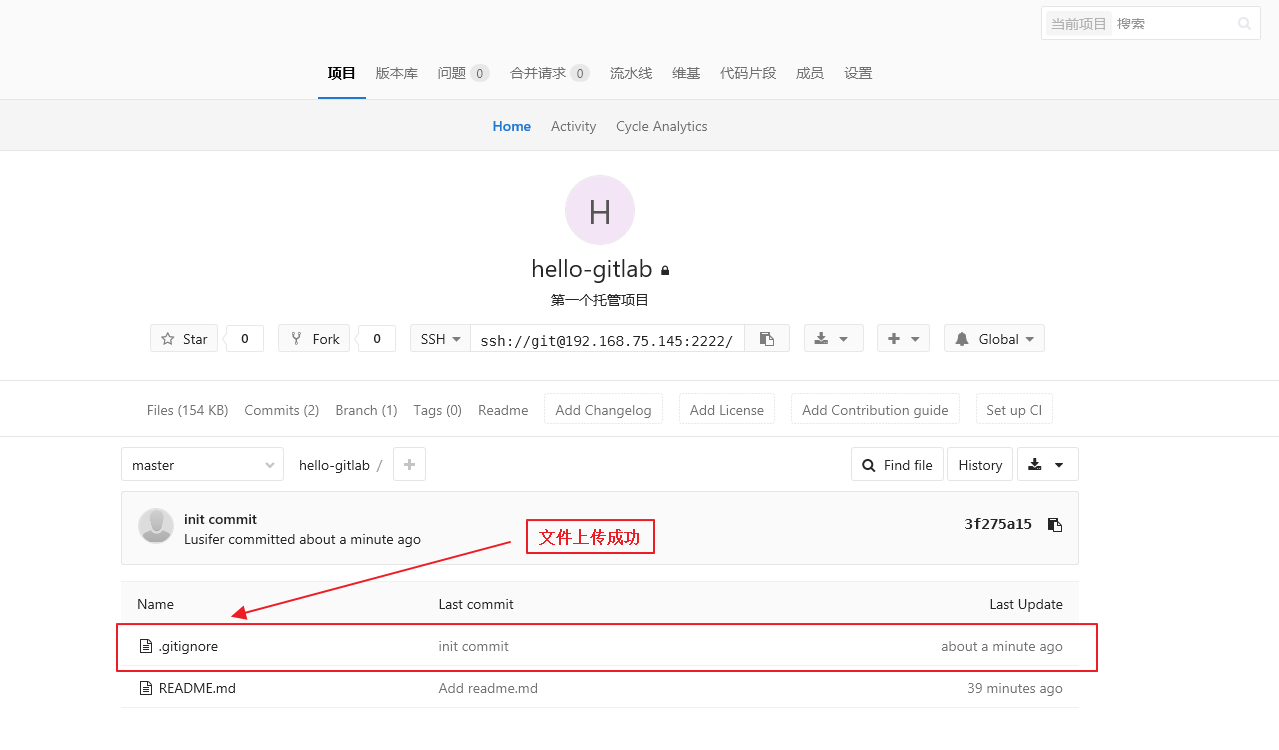 当前项目 搜索
项目 版本库 问题 0 合并请求 0 流水线 维基 代码片段 成员 设置
Home Activity Cycle Analytics
H
hello-gitlab
第一个托管项目
Star 0 Fork 0 SSH ssh://git@192.168.75.145:2222/ Global
Files (154 KB) Commits (2) Branch (1) Tags (0) Readme Add Changelog Add License Add Contribution guide Set up CI
master hello-gitlab / Find file History
init commit
Lusifer committed about a minute ago
3f275a15
文件上传成功
Name Last commit Last Update
.gitignore init commit about a minute ago
README.md Add readme.md 39 minutes ago